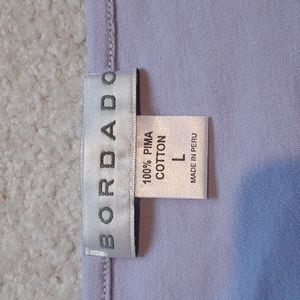 BORDADO
100% PIMA
COTTON
L
MADE IN PERU